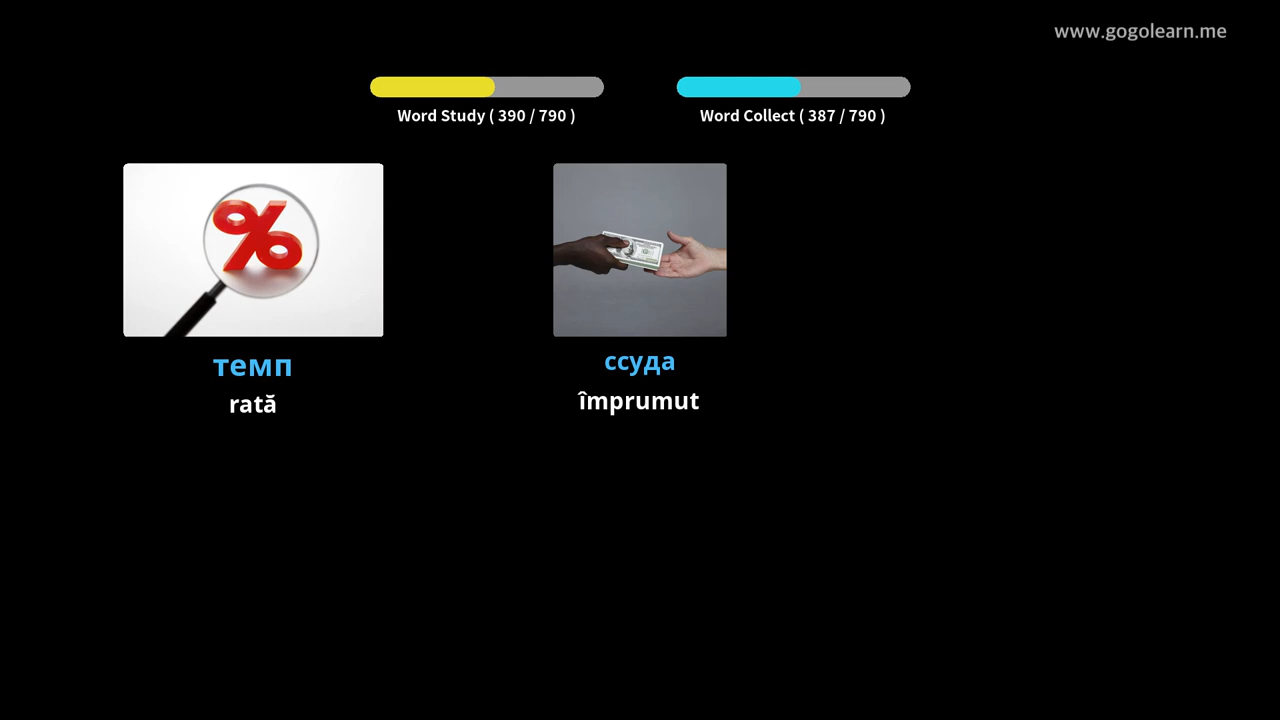 www.gogolearn.me
Word Study ( 390 / 790 )
Word Collect ( 387 / 790 )
%
темп
rată
ссуда
împrumut